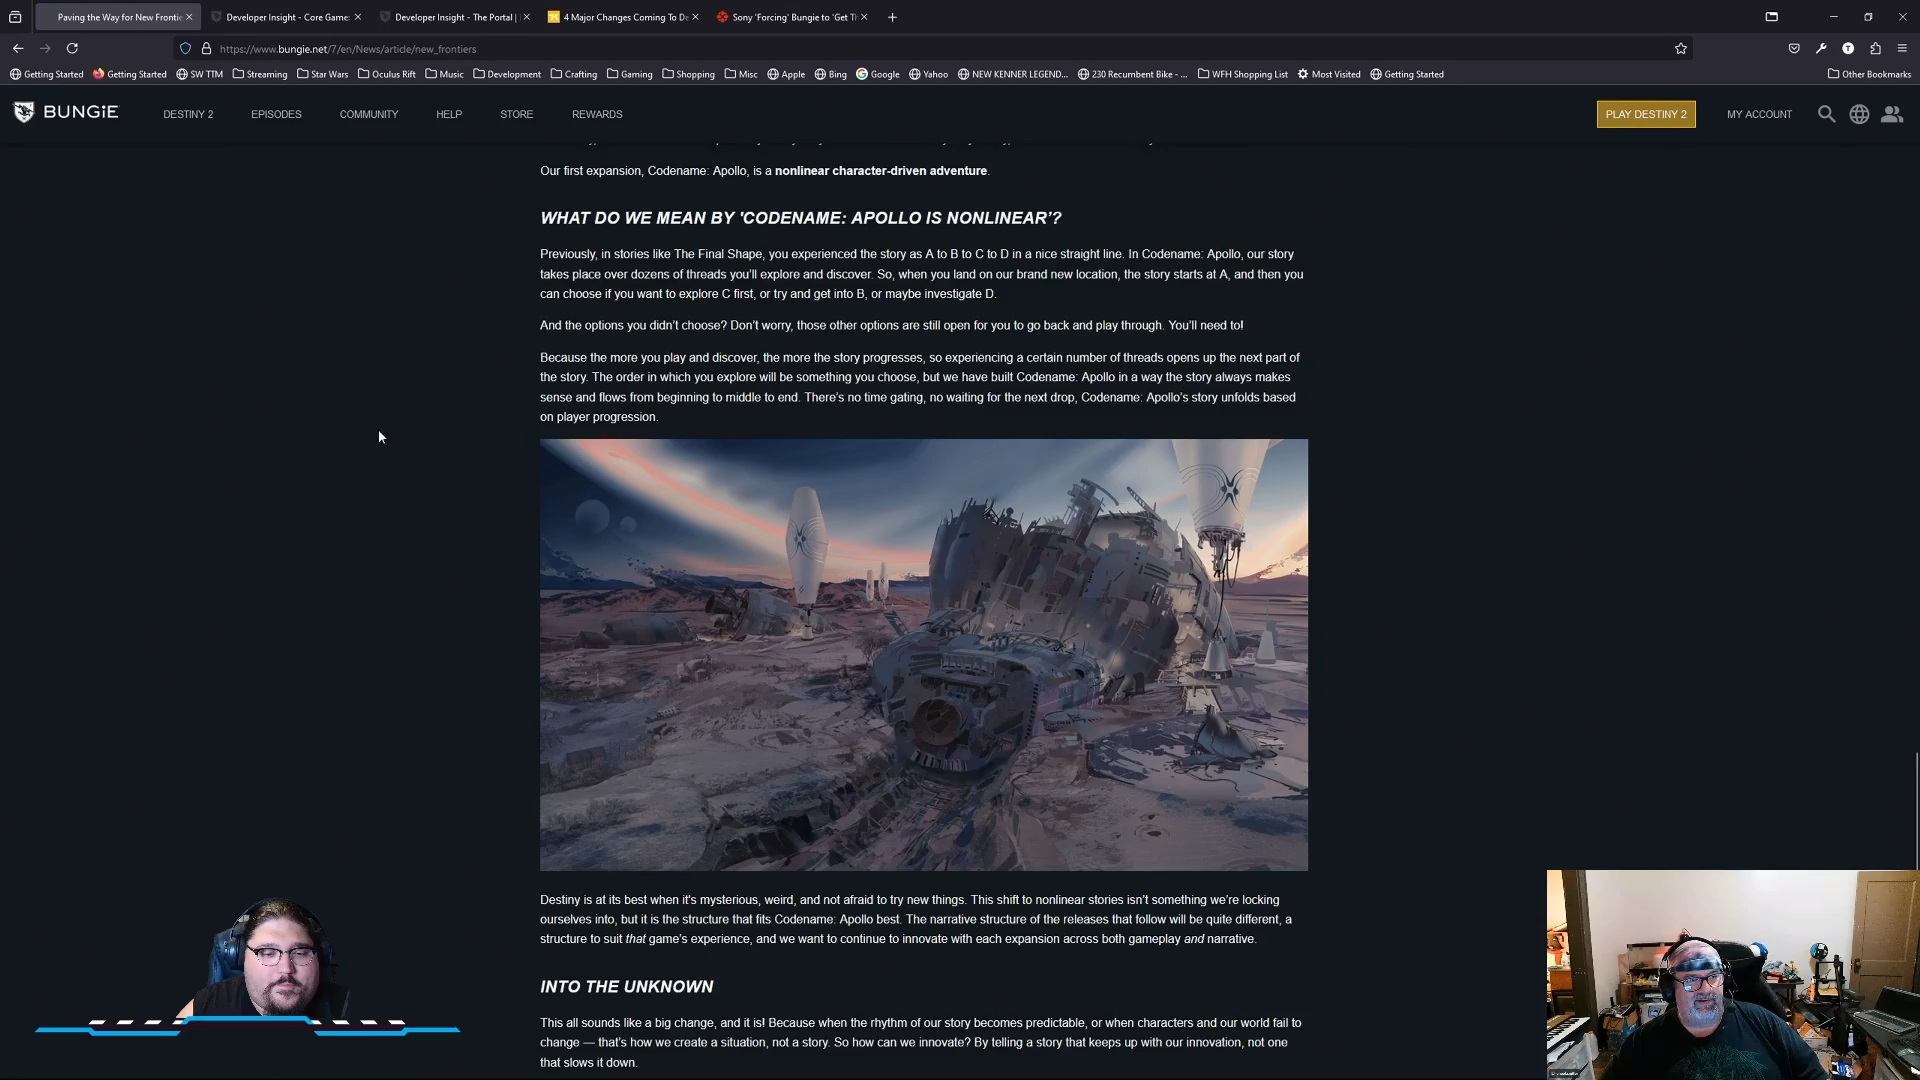 Paving the Way for New Frontie
Developer Insight - Core Game
Developer Insight - The Portal |
4 Major Changes Coming To De
Sony 'Forcing' Bungie to 'Get Th
https://www.bungie.net/7/en/News/article/new_frontiers
Getting Started Getting Started SW TTM Streaming Star Wars Oculus Rift Music Development Crafting Gaming Shopping Misc Apple Bing Google Yahoo NEW KENNER LEGEND... 230 Recumbent Bike - ... WFH Shopping List Most Visited Getting Started Other Bookmarks
BUNGiE DESTINY 2 EPISODES COMMUNITY HELP STORE REWARDS PLAY DESTINY 2 MY ACCOUNT
Our first expansion, Codename: Apollo, is a nonlinear character-driven adventure.
WHAT DO WE MEAN BY 'CODENAME: APOLLO IS NONLINEAR'?
Previously, in stories like The Final Shape, you experienced the story as A to B to C to D in a nice straight line. In Codename: Apollo, our story
takes place over dozens of threads you'll explore and discover. So, when you land on our brand new location, the story starts at A, and then you
can choose if you want to explore C first, or try and get into B, or maybe investigate D.
And the options you didn't choose? Don't worry, those other options are still open for you to go back and play through. You'll need to!
Because the more you play and discover, the more the story progresses, so experiencing a certain number of threads opens up the next part of
the story. The order in which you explore will be something you choose, but we have built Codename: Apollo in a way the story always makes
sense and flows from beginning to middle to end. There's no time gating, no waiting for the next drop, Codename: Apollo's story unfolds based
on player progression.
Destiny is at its best when it's mysterious, weird, and not afraid to try new things. This shift to nonlinear stories isn't something we're locking
ourselves into, but it is the structure that fits Codename: Apollo best. The narrative structure of the releases that follow will be quite different, a
structure to suit that game's experience, and we want to continue to innovate with each expansion across both gameplay and narrative.
INTO THE UNKNOWN
This all sounds like a big change, and it is! Because when the rhythm of our story becomes predictable, or when characters and our world fail to
change — that's how we create a situation, not a story. So how can we innovate? By telling a story that keeps up with our innovation, not one
that slows it down.